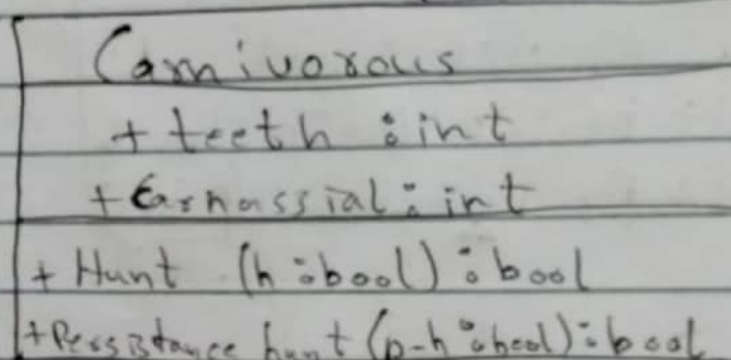 Carnivorous
+ teeth : int
+ Carnassial : int
+ Hunt (h : bool) : bool
+ Persistance hunt (p-h : bool) : bool